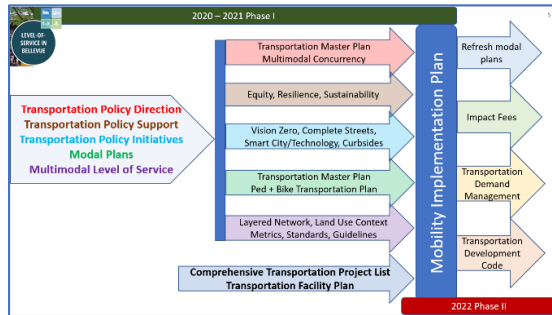 2020 – 2021 Phase I
5
LEVEL-OF-
SERVICE IN
BELLEVUE
Transportation Policy Direction
Transportation Policy Support
Transportation Policy Initiatives
Modal Plans
Multimodal Level of Service
Transportation Master Plan
Multimodal Concurrency
Equity, Resilience, Sustainability
Vision Zero, Complete Streets,
Smart City/Technology, Curbsides
Transportation Master Plan
Ped + Bike Transportation Plan
Layered Network, Land Use Context
Metrics, Standards, Guidelines
Comprehensive Transportation Project List
Transportation Facility Plan
Mobility Implementation Plan
Refresh modal
plans
Impact Fees
Transportation
Demand
Management
Transportation
Development
Code
2022 Phase II